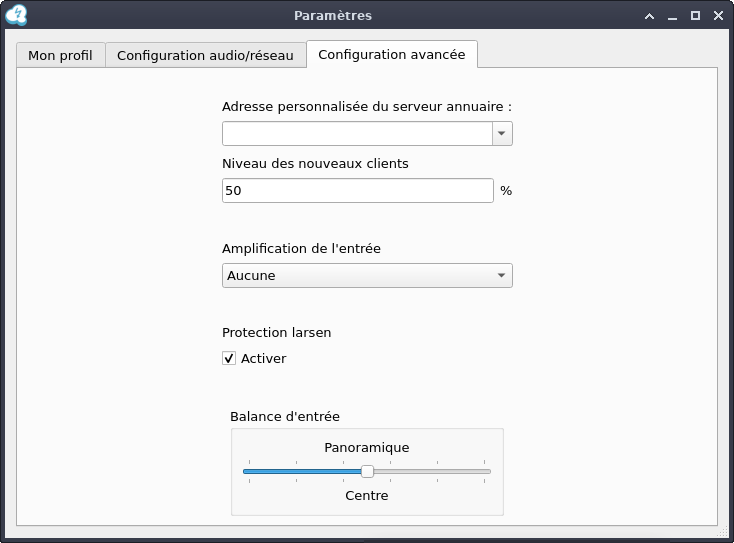 Paramètres
Mon profil
Configuration audio/réseau
Configuration avancée
Adresse personnalisée du serveur annuaire :
Niveau des nouveaux clients
50 %
Amplification de l'entrée
Aucune
Protection larsen
Activer
Balance d'entrée
Panoramique
Centre